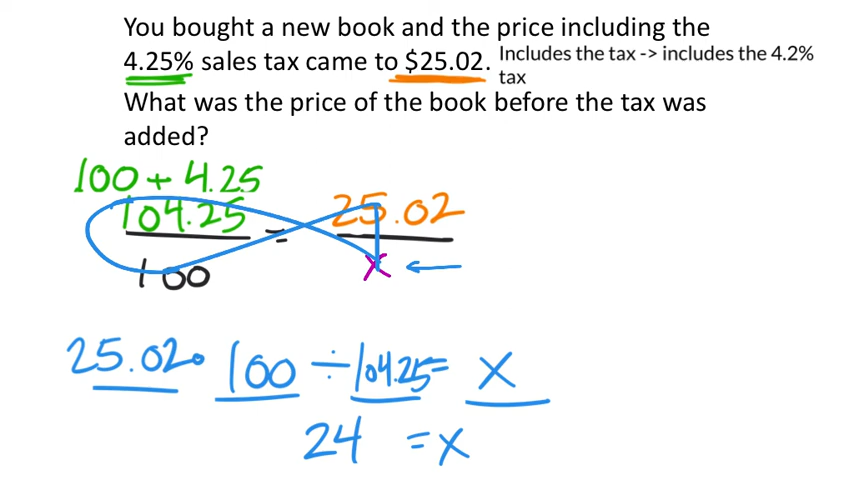 You bought a new book and the price including the
4.25% sales tax came to $25.02.
Includes the tax -> includes the 4.2%
tax
What was the price of the book before the tax was
added?
100 + 4.25
104.25 = 25.02
100 x
25.02 • 100 ÷ 104.25 = x
24 = x